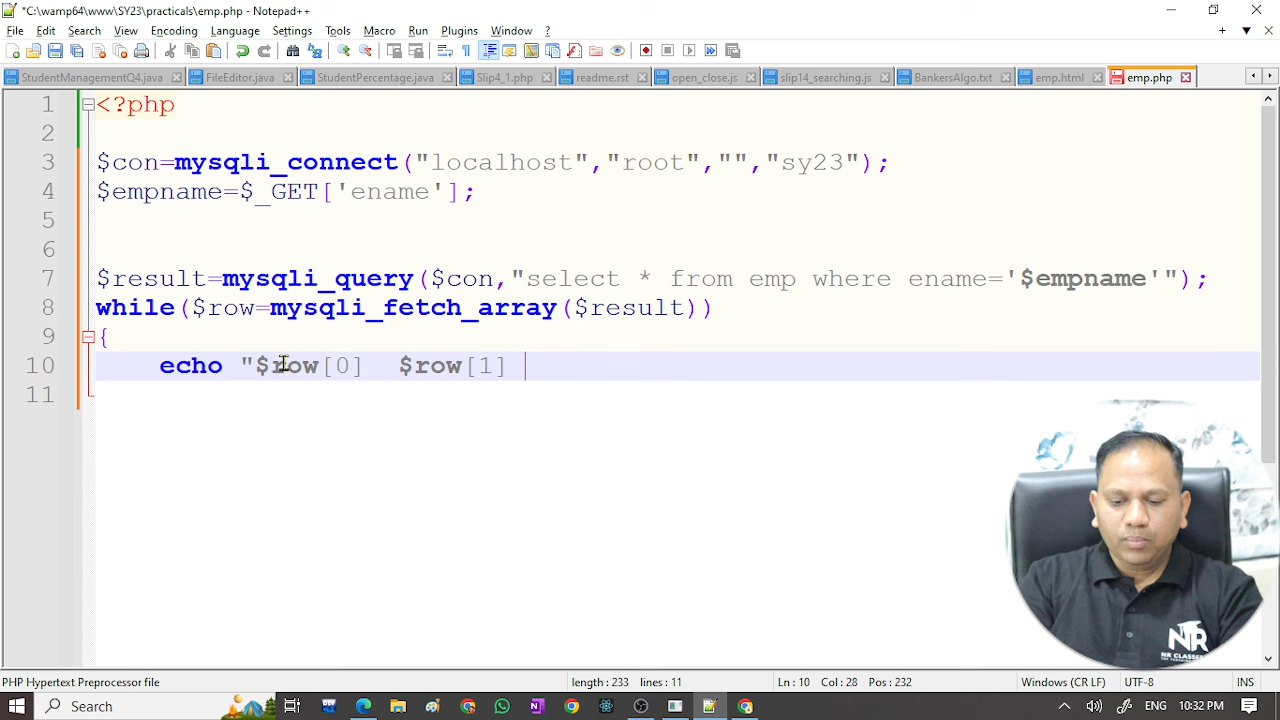 *C:\wamp64\www\SY23\practicals\emp.php - Notepad++
File Edit Search View Encoding Language Settings Tools Macro Run Plugins Window ?
StudentManagementQ4.java FileEditor.java StudentPercentage Slip4_1.php readme.rst open_close.js slip14_searching.js BankersAlgo.txt emp.html emp.php
1 <?php
2
3 $con=mysqli_connect("localhost","root","","sy23");
4 $empname=$_GET['ename'];
5
6
7 $result=mysqli_query($con,"select * from emp where ename='$empname'");
8 while($row=mysqli_fetch_array($result))
9 {
10 echo "$row[0]  $row[1]
11
NR
NR CLASSES
PHP Hypertext Preprocessor file length : 233 lines : 11 Ln : 10 Col : 28 Pos : 232 Windows (CR LF) UTF-8 INS
Search ENG 10:32 PM